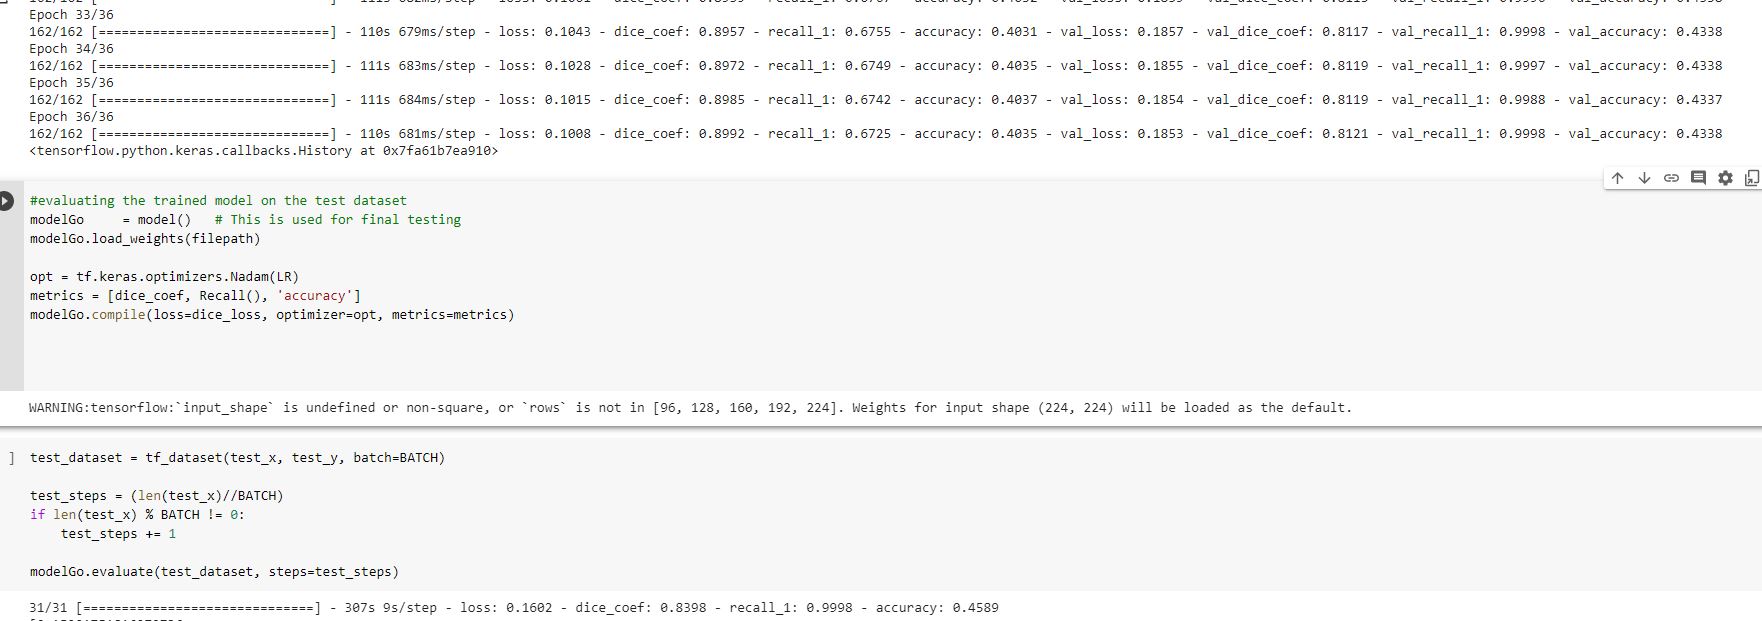 Epoch 33/36
162/162 [==============================] - 110s 679ms/step - loss: 0.1043 - dice_coef: 0.8957 - recall_1: 0.6755 - accuracy: 0.4031 - val_loss: 0.1857 - val_dice_coef: 0.8117 - val_recall_1: 0.9998 - val_accuracy: 0.4338
Epoch 34/36
162/162 [==============================] - 111s 683ms/step - loss: 0.1028 - dice_coef: 0.8972 - recall_1: 0.6749 - accuracy: 0.4035 - val_loss: 0.1855 - val_dice_coef: 0.8119 - val_recall_1: 0.9997 - val_accuracy: 0.4338
Epoch 35/36
162/162 [==============================] - 111s 684ms/step - loss: 0.1015 - dice_coef: 0.8985 - recall_1: 0.6742 - accuracy: 0.4037 - val_loss: 0.1854 - val_dice_coef: 0.8119 - val_recall_1: 0.9988 - val_accuracy: 0.4337
Epoch 36/36
162/162 [==============================] - 110s 681ms/step - loss: 0.1008 - dice_coef: 0.8992 - recall_1: 0.6725 - accuracy: 0.4035 - val_loss: 0.1853 - val_dice_coef: 0.8121 - val_recall_1: 0.9998 - val_accuracy: 0.4338
<tensorflow.python.keras.callbacks.History at 0x7fa61b7ea910>
#evaluating the trained model on the test dataset
modelGo     = model()   # This is used for final testing
modelGo.load_weights(filepath)
opt = tf.keras.optimizers.Nadam(LR)
metrics = [dice_coef, Recall(), 'accuracy']
modelGo.compile(loss=dice_loss, optimizer=opt, metrics=metrics)
WARNING:tensorflow:`input_shape` is undefined or non-square, or `rows` is not in [96, 128, 160, 192, 224]. Weights for input shape (224, 224) will be loaded as the default.
] test_dataset = tf_dataset(test_x, test_y, batch=BATCH)
test_steps = (len(test_x)//BATCH)
if len(test_x) % BATCH != 0:
    test_steps += 1
modelGo.evaluate(test_dataset, steps=test_steps)
31/31 [==============================] - 307s 9s/step - loss: 0.1602 - dice_coef: 0.8398 - recall_1: 0.9998 - accuracy: 0.4589